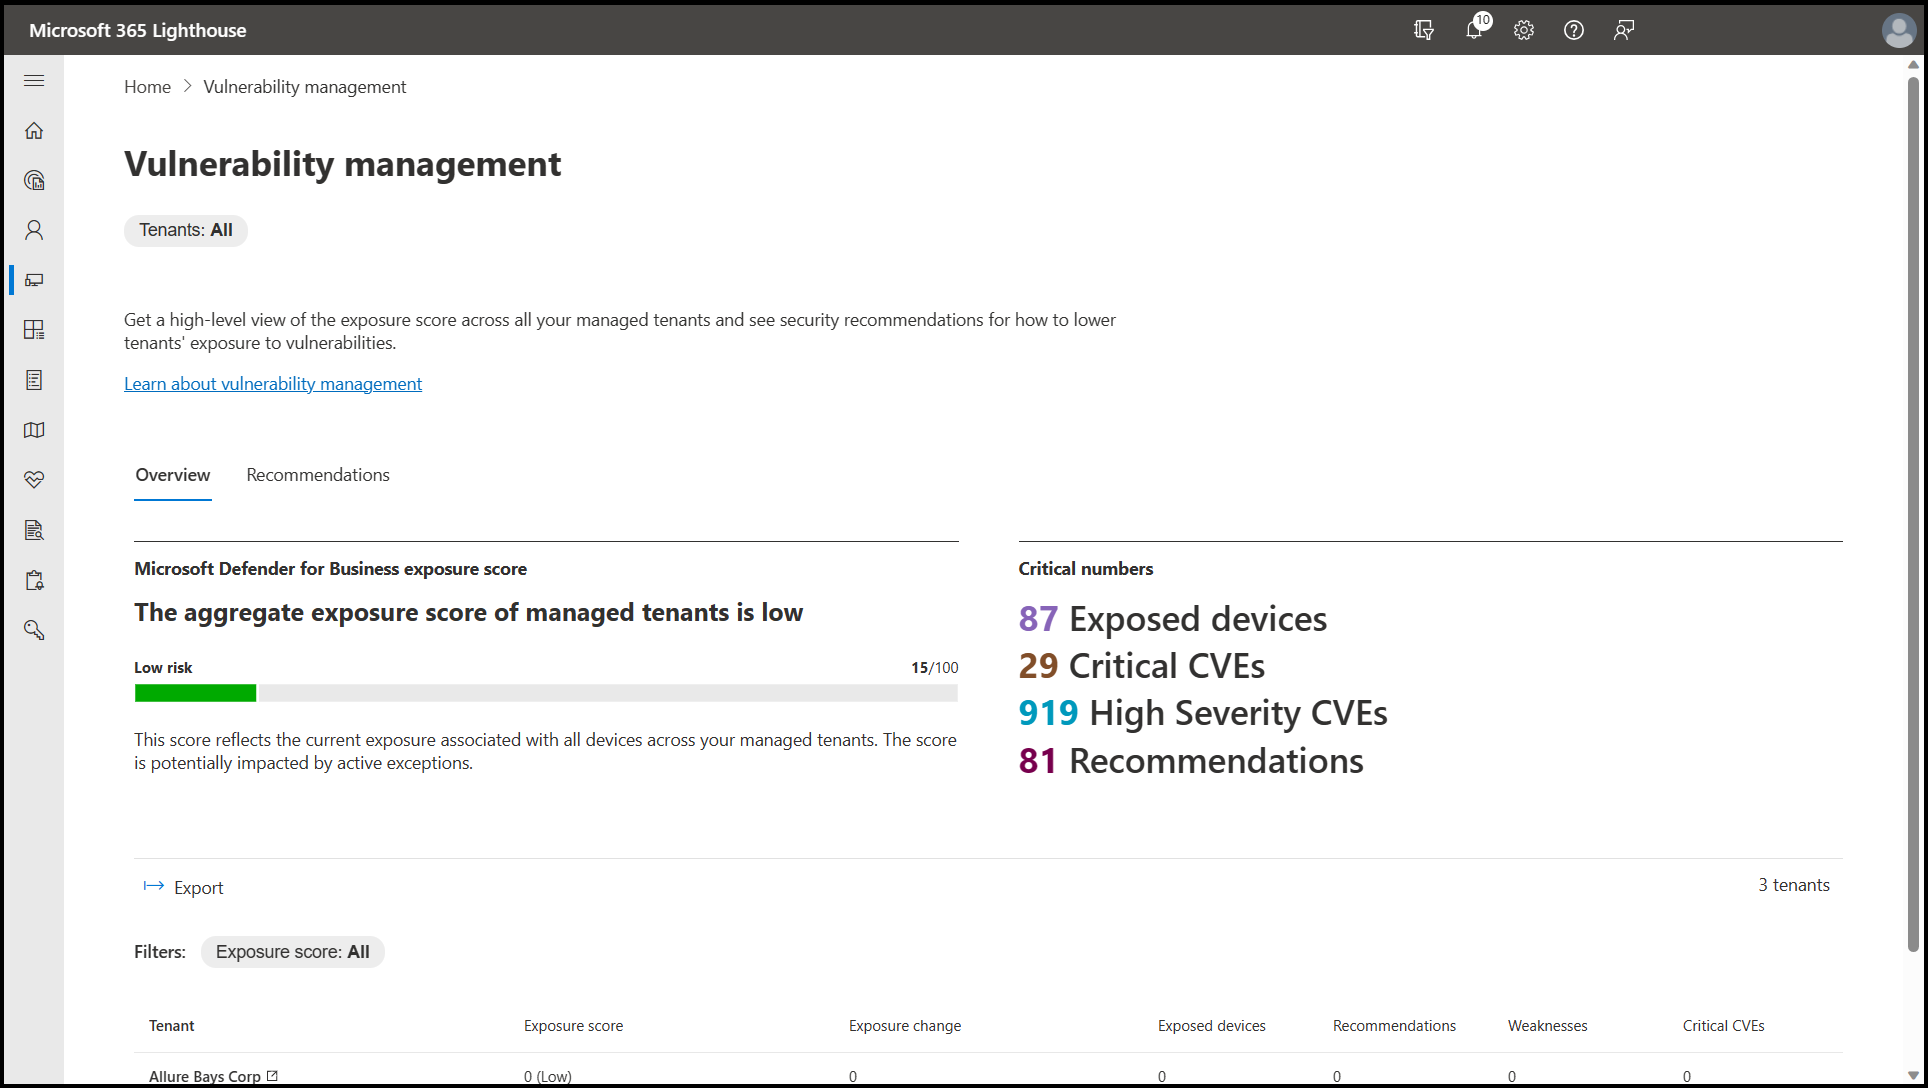 Microsoft 365 Lighthouse
10
Home > Vulnerability management
Vulnerability management
Tenants: All
Get a high-level view of the exposure score across all your managed tenants and see security recommendations for how to lower
tenants' exposure to vulnerabilities.
Learn about vulnerability management
Overview Recommendations
Microsoft Defender for Business exposure score
The aggregate exposure score of managed tenants is low
Low risk 15/100
This score reflects the current exposure associated with all devices across your managed tenants. The score
is potentially impacted by active exceptions.
Critical numbers
87 Exposed devices
29 Critical CVEs
919 High Severity CVEs
81 Recommendations
Export 3 tenants
Filters: Exposure score: All
Tenant Exposure score Exposure change Exposed devices Recommendations Weaknesses Critical CVEs
Allure Bays Corp 0 (Low) 0 0 0 0 0